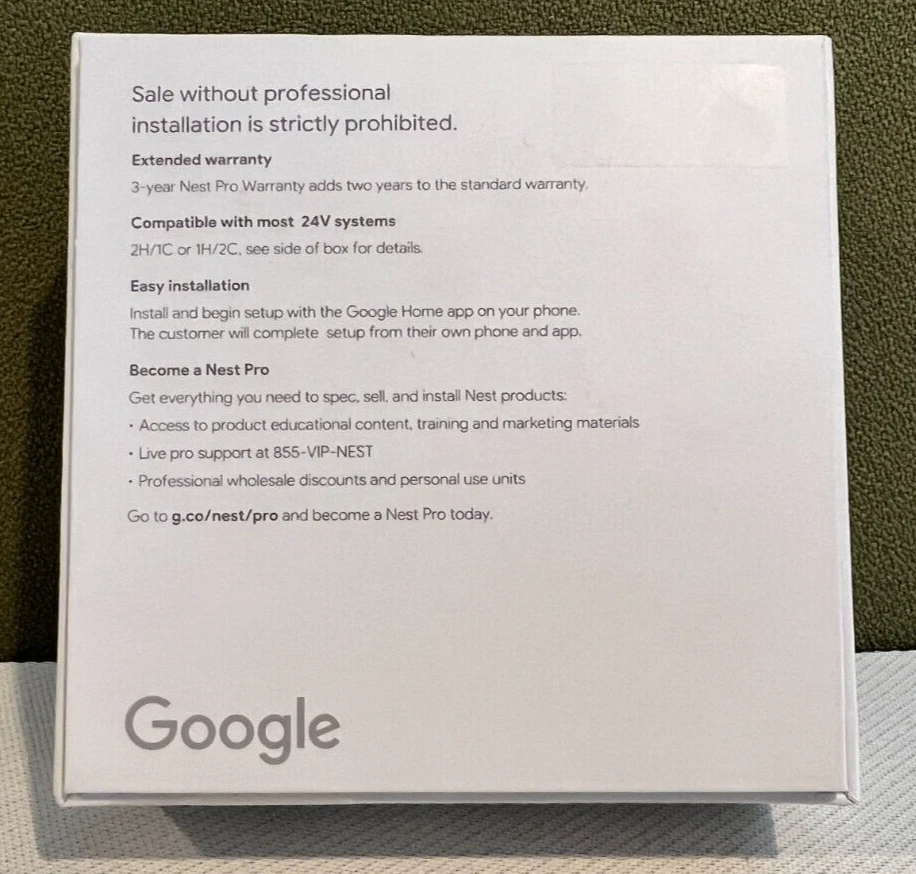 Sale without professional
installation is strictly prohibited.
Extended warranty
3-year Nest Pro Warranty adds two years to the standard warranty.
Compatible with most 24V systems
2H/1C or 1H/2C, see side of box for details.
Easy installation
Install and begin setup with the Google Home app on your phone.
The customer will complete setup from their own phone and app.
Become a Nest Pro
Get everything you need to spec, sell, and install Nest products:
• Access to product educational content, training and marketing materials
• Live pro support at 855-VIP-NEST
• Professional wholesale discounts and personal use units
Go to g.co/nest/pro and become a Nest Pro today.
Google